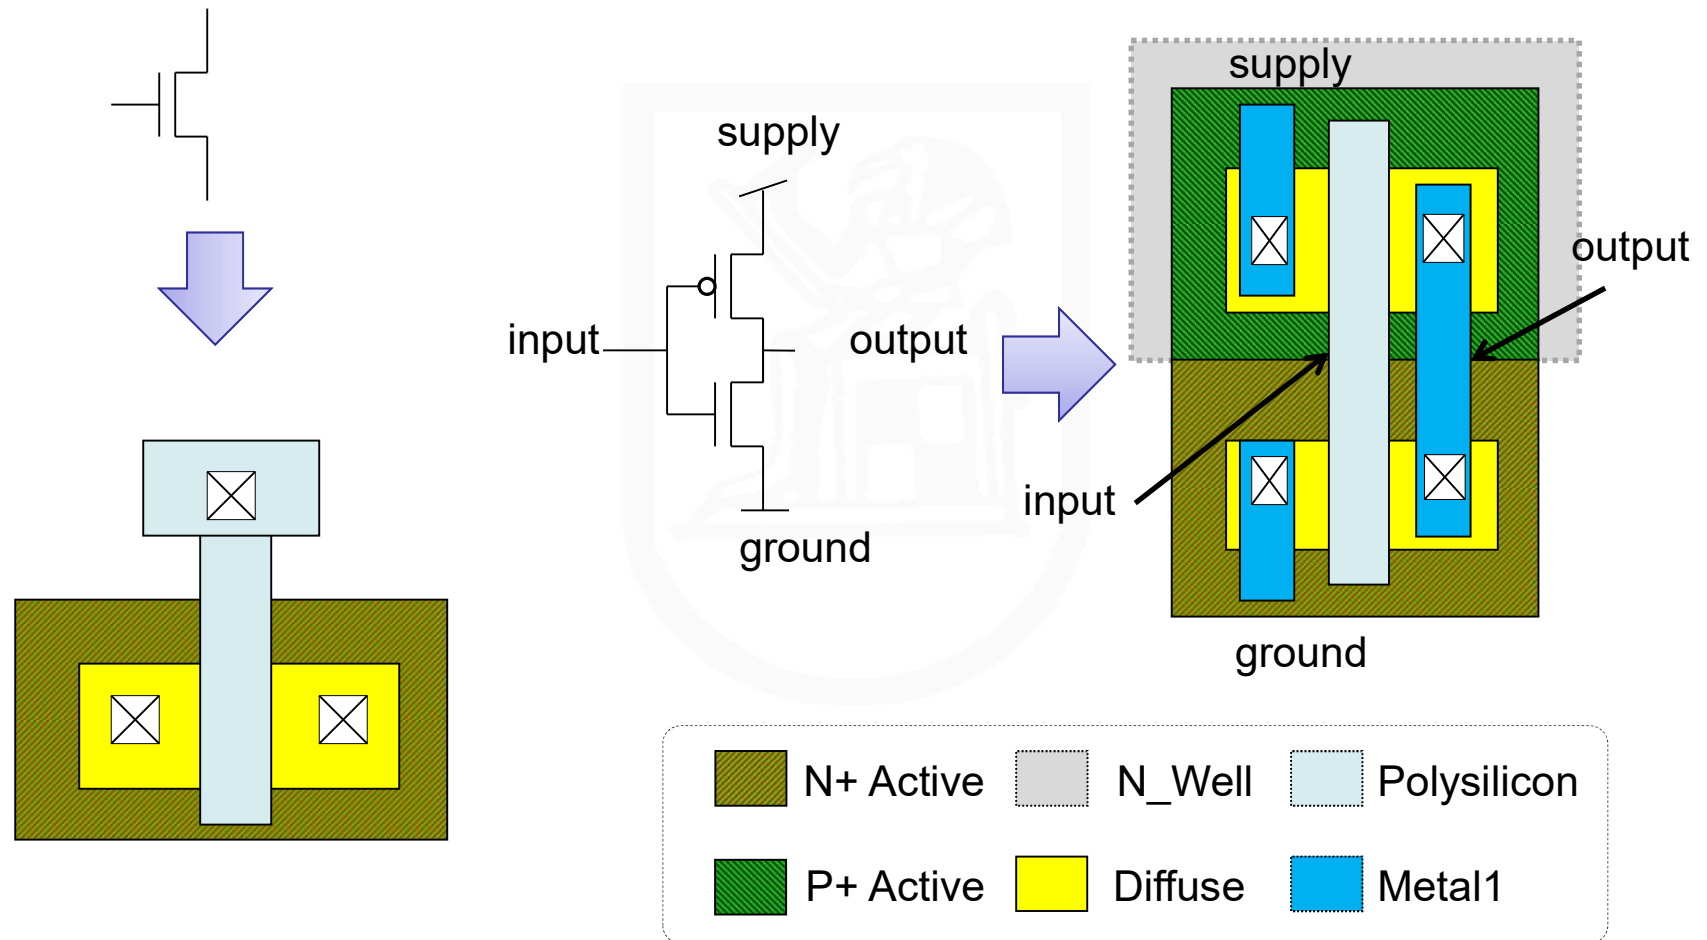 supply
input
output
ground
supply
output
input
ground
N+ Active
N_Well
Polysilicon
P+ Active
Diffuse
Metal1